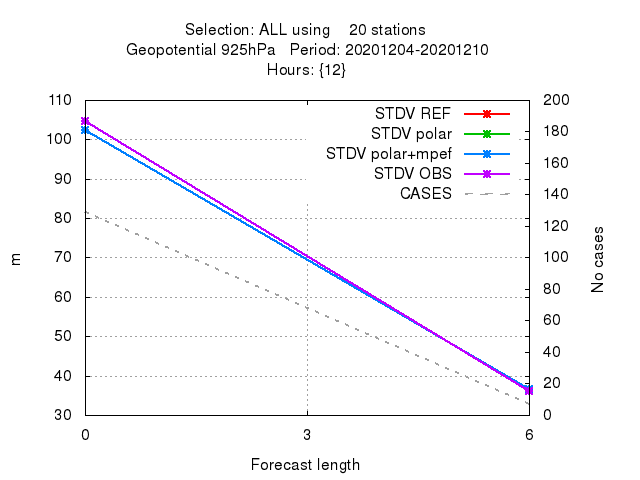 Selection: ALL using    20 stations
Geopotential 925hPa   Period: 20201204-20201210
Hours: {12}
110
100
90
80
70
60
50
40
30
m
STDV REF
STDV polar
STDV polar+mpef
STDV OBS
CASES
200
180
160
140
120
100
80
60
40
20
0
No cases
0 3 6
Forecast length